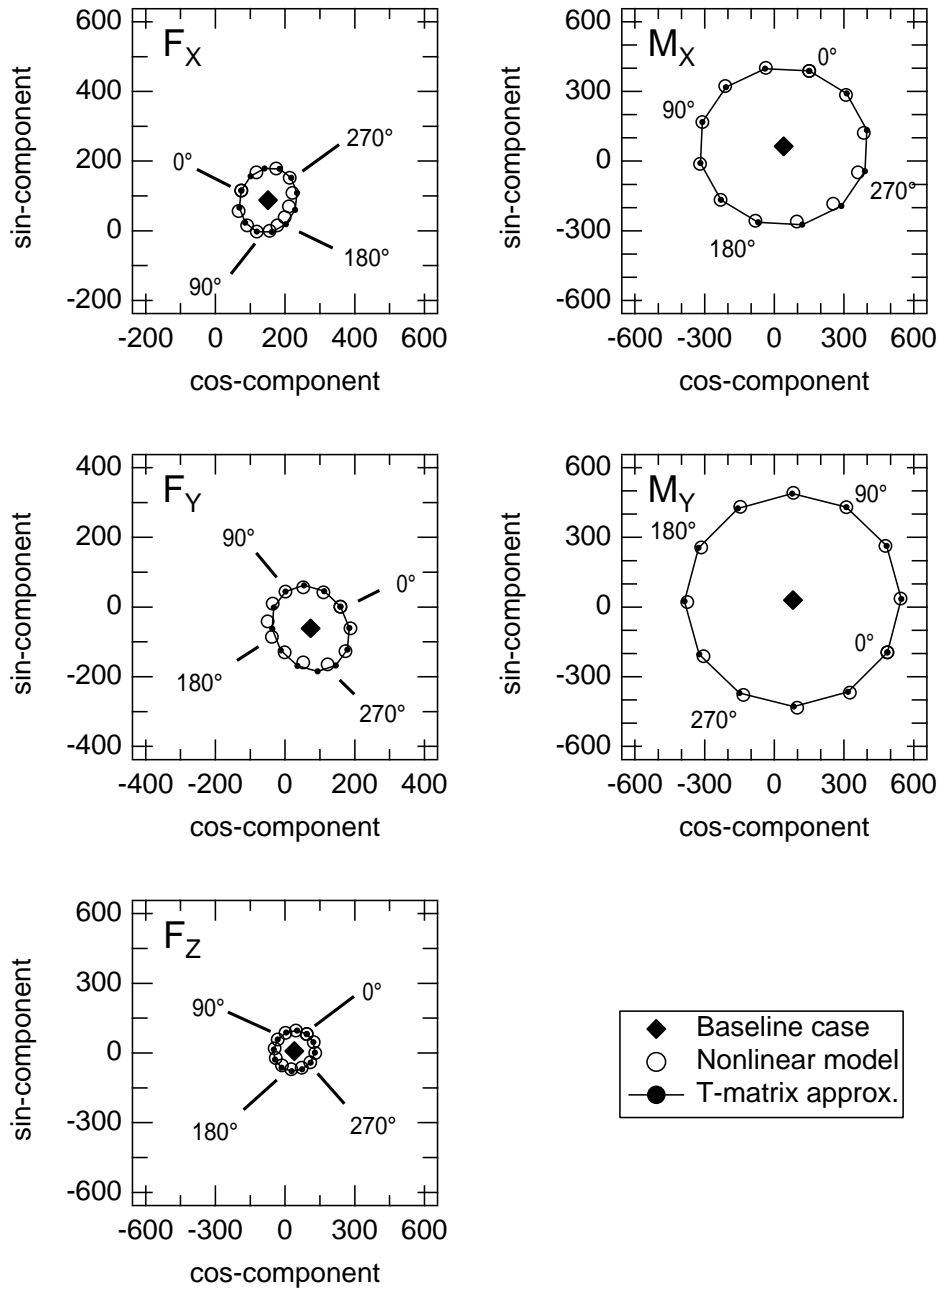 600
400
200
0
-200
sin-component
F_X
0°
270°
180°
90°
-200 0 200 400 600
cos-component
600
300
0
-300
-600
sin-component
M_X
0°
90°
270°
180°
-600 -300 0 300 600
cos-component
400
200
0
-200
-400
sin-component
F_Y
90°
0°
180°
270°
-400 -200 0 200 400
cos-component
600
300
0
-300
-600
sin-component
M_Y
90°
180°
0°
270°
-600 -300 0 300 600
cos-component
600
300
0
-300
-600
sin-component
F_Z
0°
90°
180°
270°
-600 -300 0 300 600
cos-component
Baseline case
Nonlinear model
T-matrix approx.